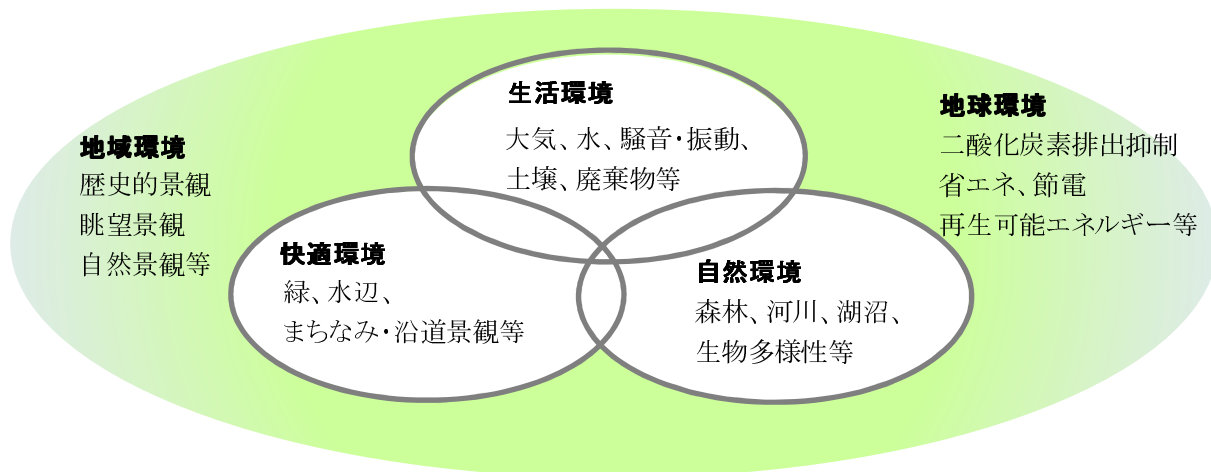 生活環境
大気、水、騒音・振動、
土壌、廃棄物等
地域環境
歴史的景観
眺望景観
自然景観等
地球環境
二酸化炭素排出抑制
省エネ、節電
再生可能エネルギー等
快適環境
緑、水辺、
まちなみ・沿道景観等
自然環境
森林、河川、湖沼、
生物多様性等